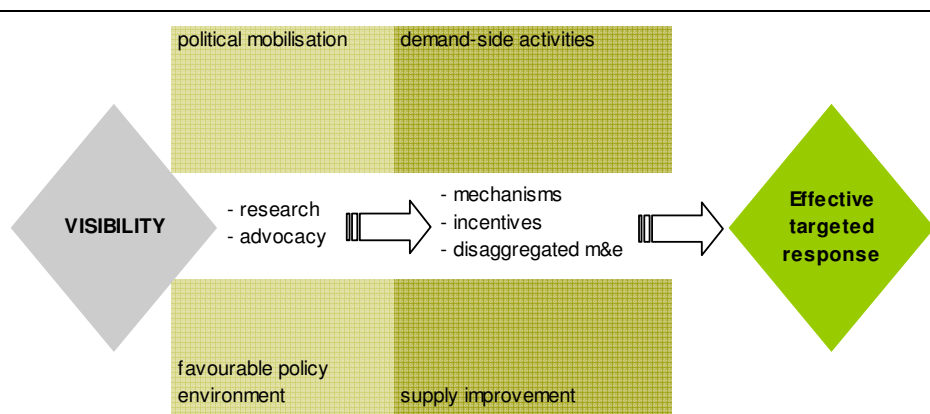 political mobilisation
demand-side activities
VISIBILITY
- research
- advocacy
- mechanisms
- incentives
- disaggregated m&e
Effective
targeted
response
favourable policy
environment
supply improvement